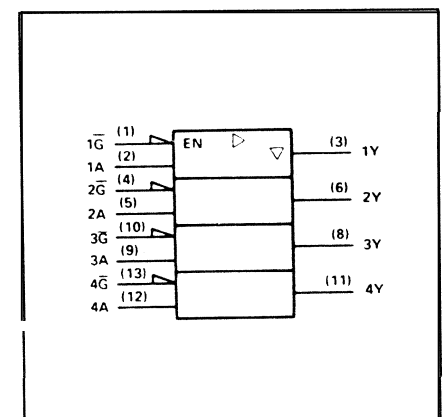 1G̅ (1) EN (3) 1Y
1A (2)
2G̅ (4) (6) 2Y
2A (5)
3G̅ (10) (8) 3Y
3A (9)
4G̅ (13) (11) 4Y
4A (12)